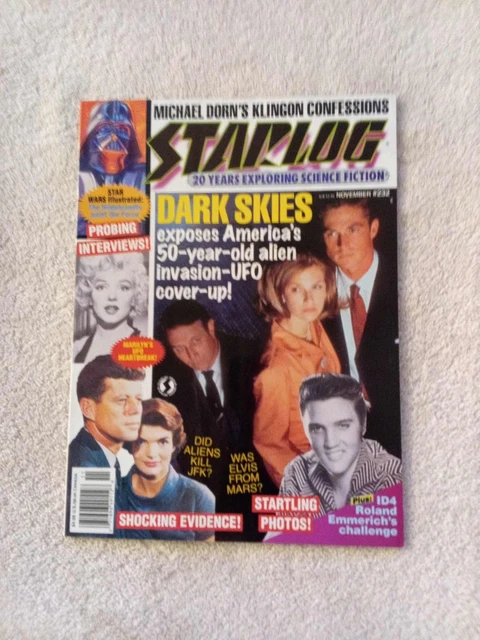 MICHAEL DORN'S KLINGON CONFESSIONS
STARLOG
20 YEARS EXPLORING SCIENCE FICTION
NOVEMBER #232
STAR
WARS Illustrated:
PROBING
INTERVIEWS!
DARK SKIES
exposes America's
50-year-old alien
invasion-UFO
cover-up!
MARILYN'S
UFO
HEARTBREAK!
DID
ALIENS
KILL
JFK?
WAS
ELVIS
FROM
MARS?
SHOCKING EVIDENCE!
STARTLING
PHOTOS!
Plus: ID4
Roland
Emmerich's
challenge